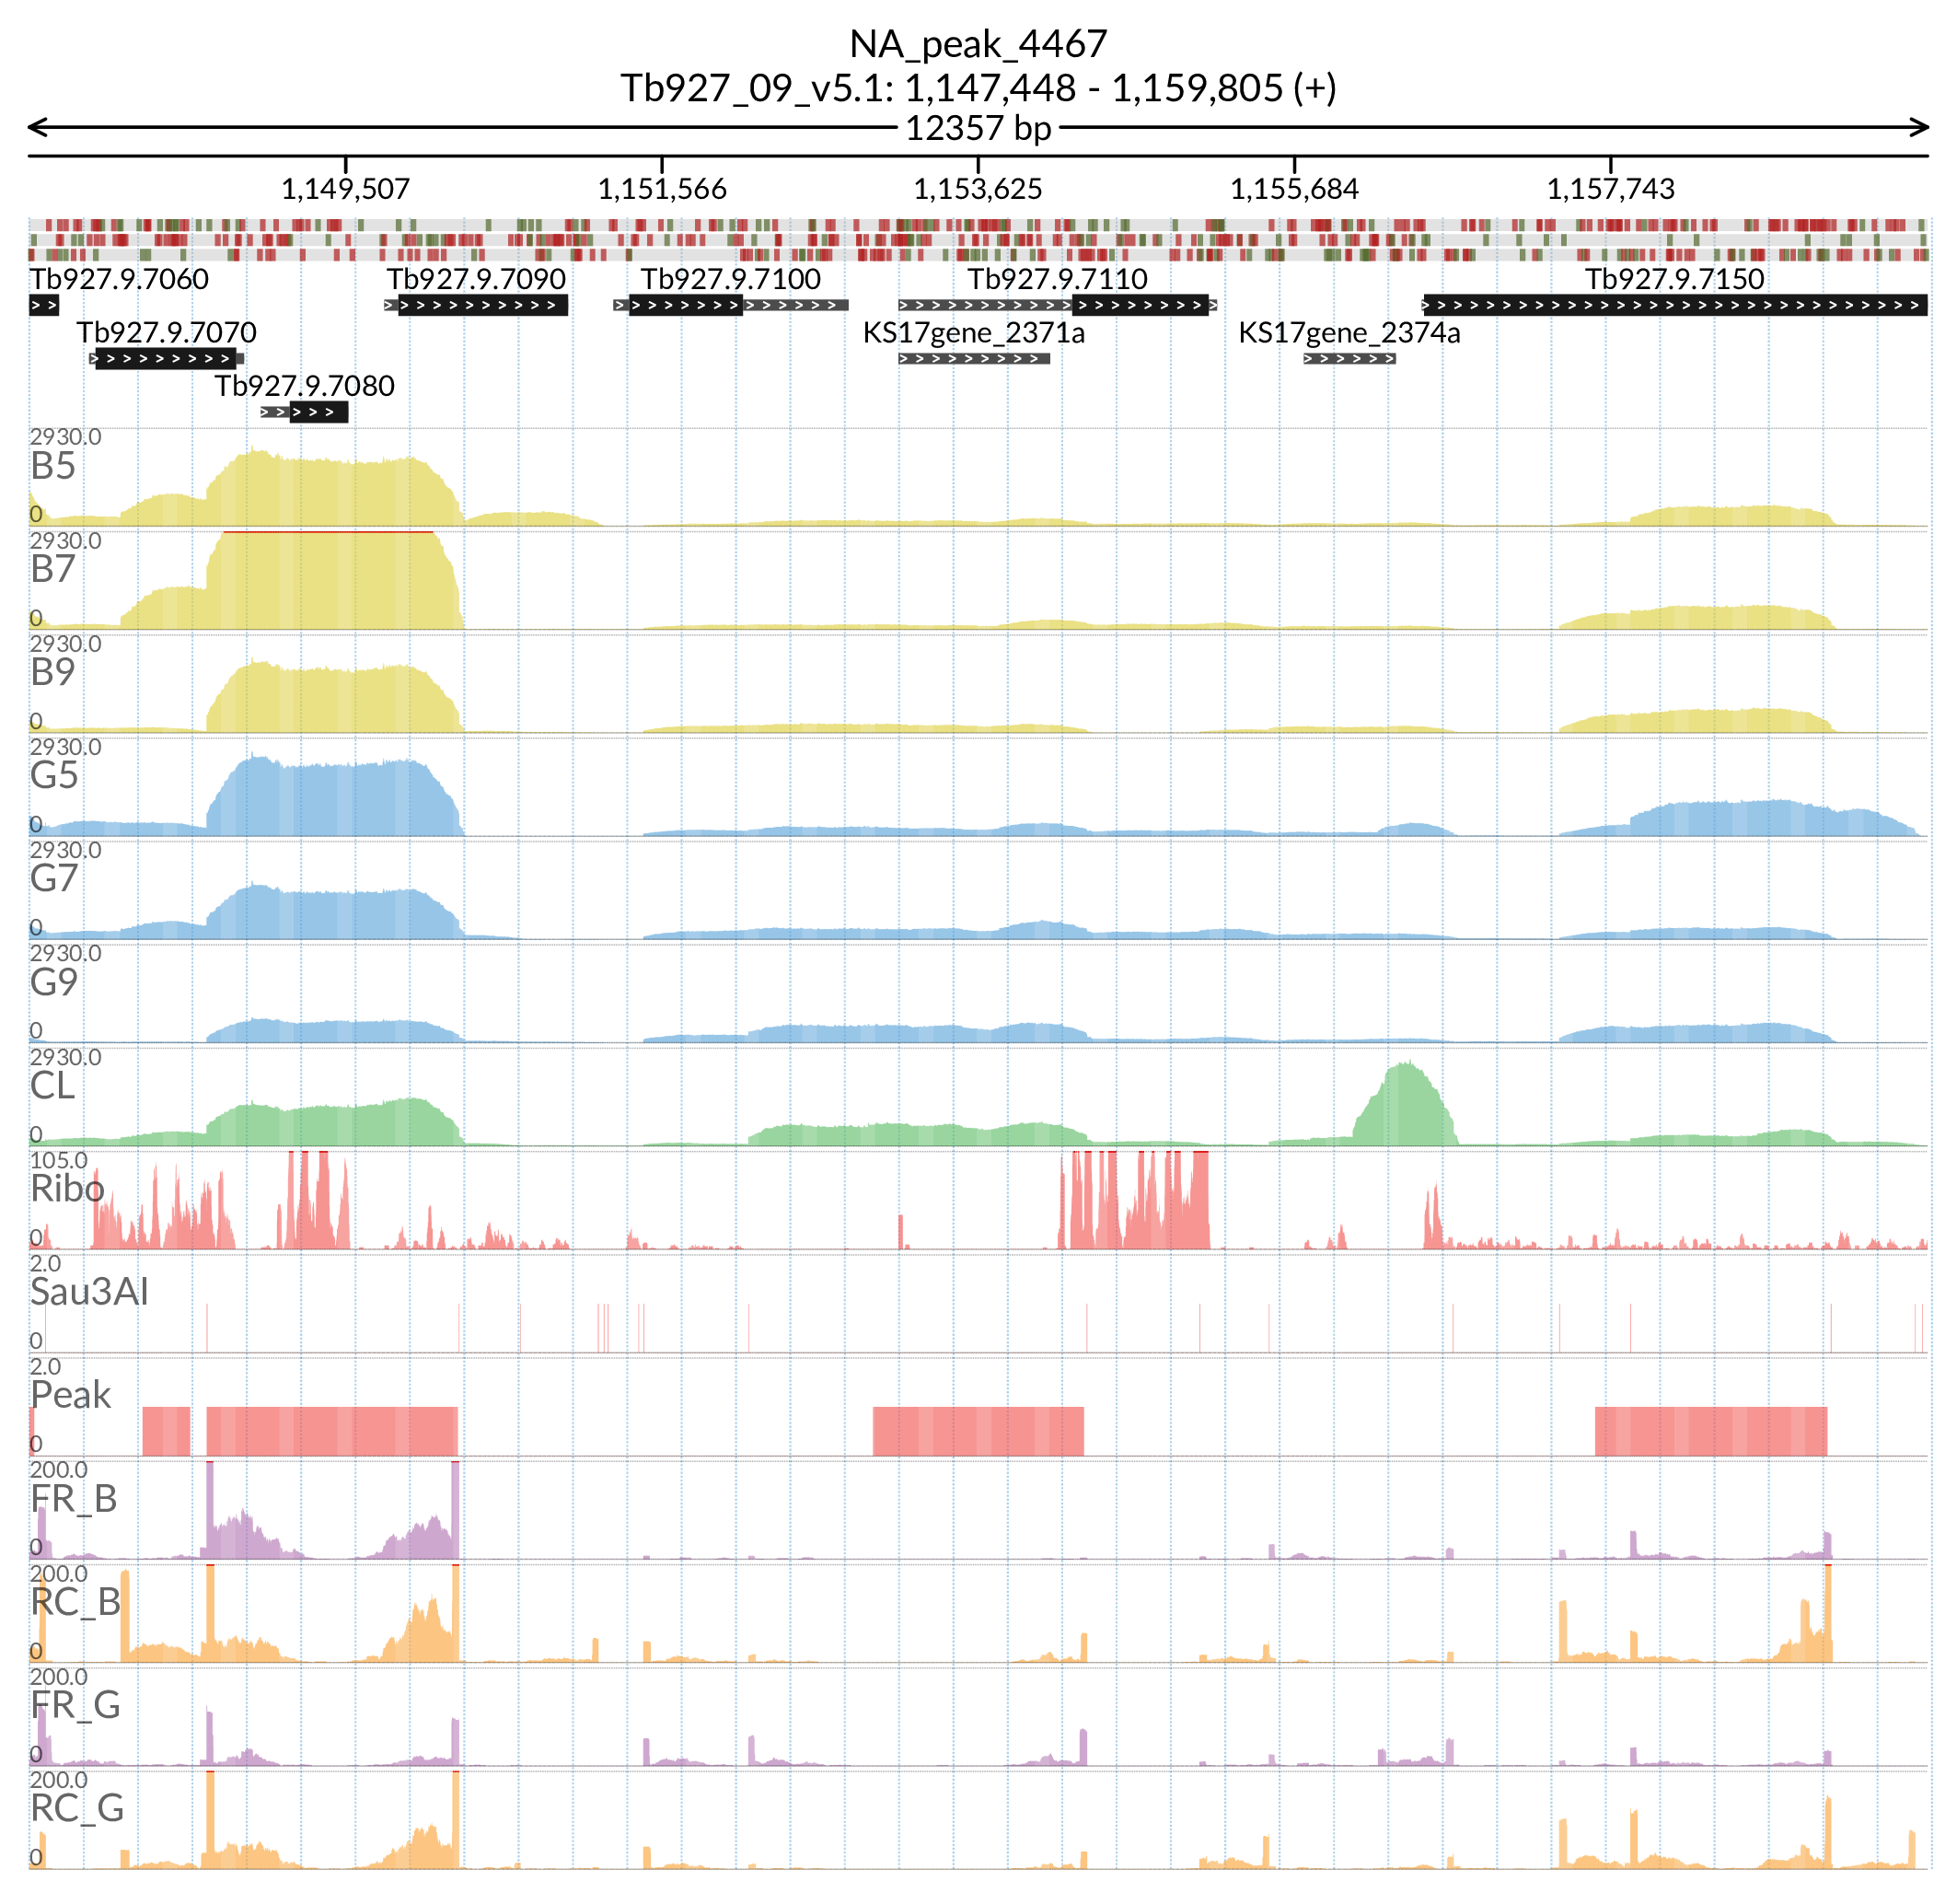 NA_peak_4467
Tb927_09_v5.1: 1,147,448 - 1,159,805 (+)
12357 bp
1,149,507 1,151,566 1,153,625 1,155,684 1,157,743
Tb927.9.7060 Tb927.9.7090 Tb927.9.7100 Tb927.9.7110 Tb927.9.7150
Tb927.9.7070 KS17gene_2371a KS17gene_2374a
Tb927.9.7080
2930.0
B5
0
2930.0
B7
0
2930.0
B9
0
2930.0
G5
0
2930.0
G7
0
2930.0
G9
0
2930.0
CL
0
105.0
Ribo
0
2.0
Sau3AI
0
2.0
Peak
0
200.0
FR_B
0
200.0
RC_B
0
200.0
FR_G
0
200.0
RC_G
0